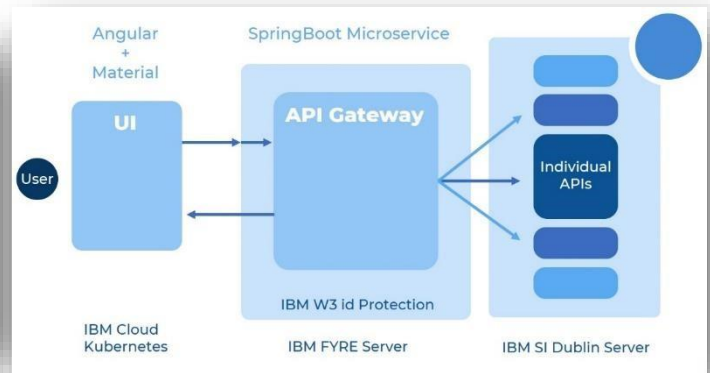 Angular
+
Material
SpringBoot Microservice
UI
API Gateway
User
Individual
APIs
IBM W3 id Protection
IBM Cloud
Kubernetes
IBM FYRE Server
IBM SI Dublin Server